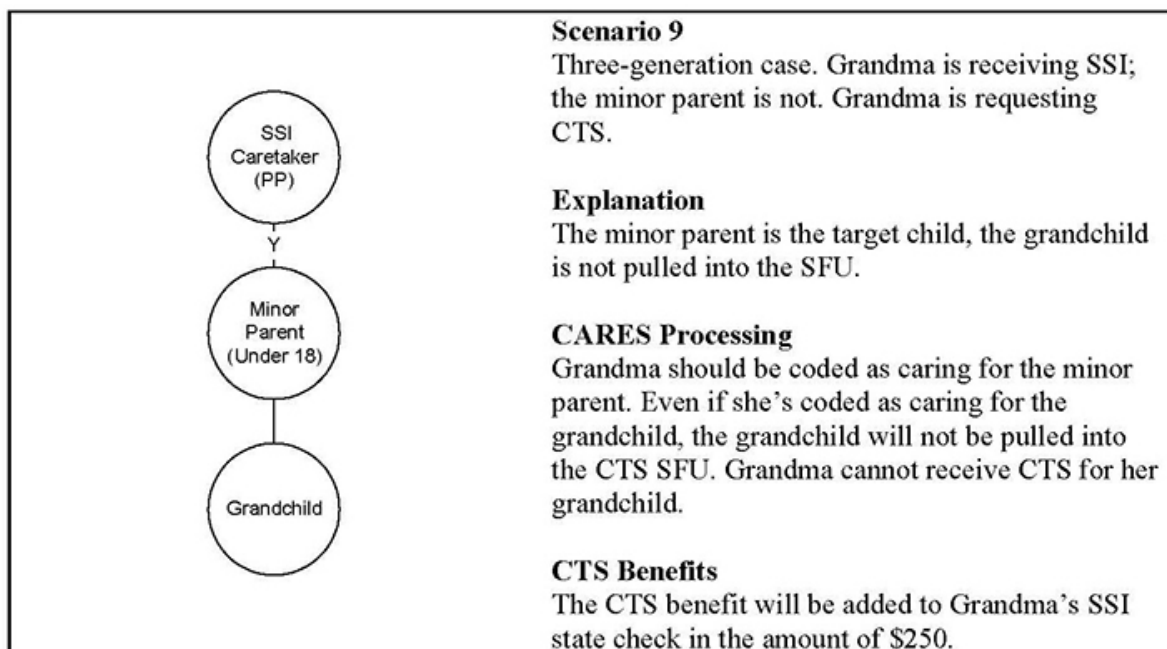 SSI
Caretaker
(PP)
Y
Minor
Parent
(Under 18)
Grandchild
Scenario 9
Three-generation case. Grandma is receiving SSI;
the minor parent is not. Grandma is requesting
CTS.
Explanation
The minor parent is the target child, the grandchild
is not pulled into the SFU.
CARES Processing
Grandma should be coded as caring for the minor
parent. Even if she's coded as caring for the
grandchild, the grandchild will not be pulled into
the CTS SFU. Grandma cannot receive CTS for her
grandchild.
CTS Benefits
The CTS benefit will be added to Grandma's SSI
state check in the amount of $250.